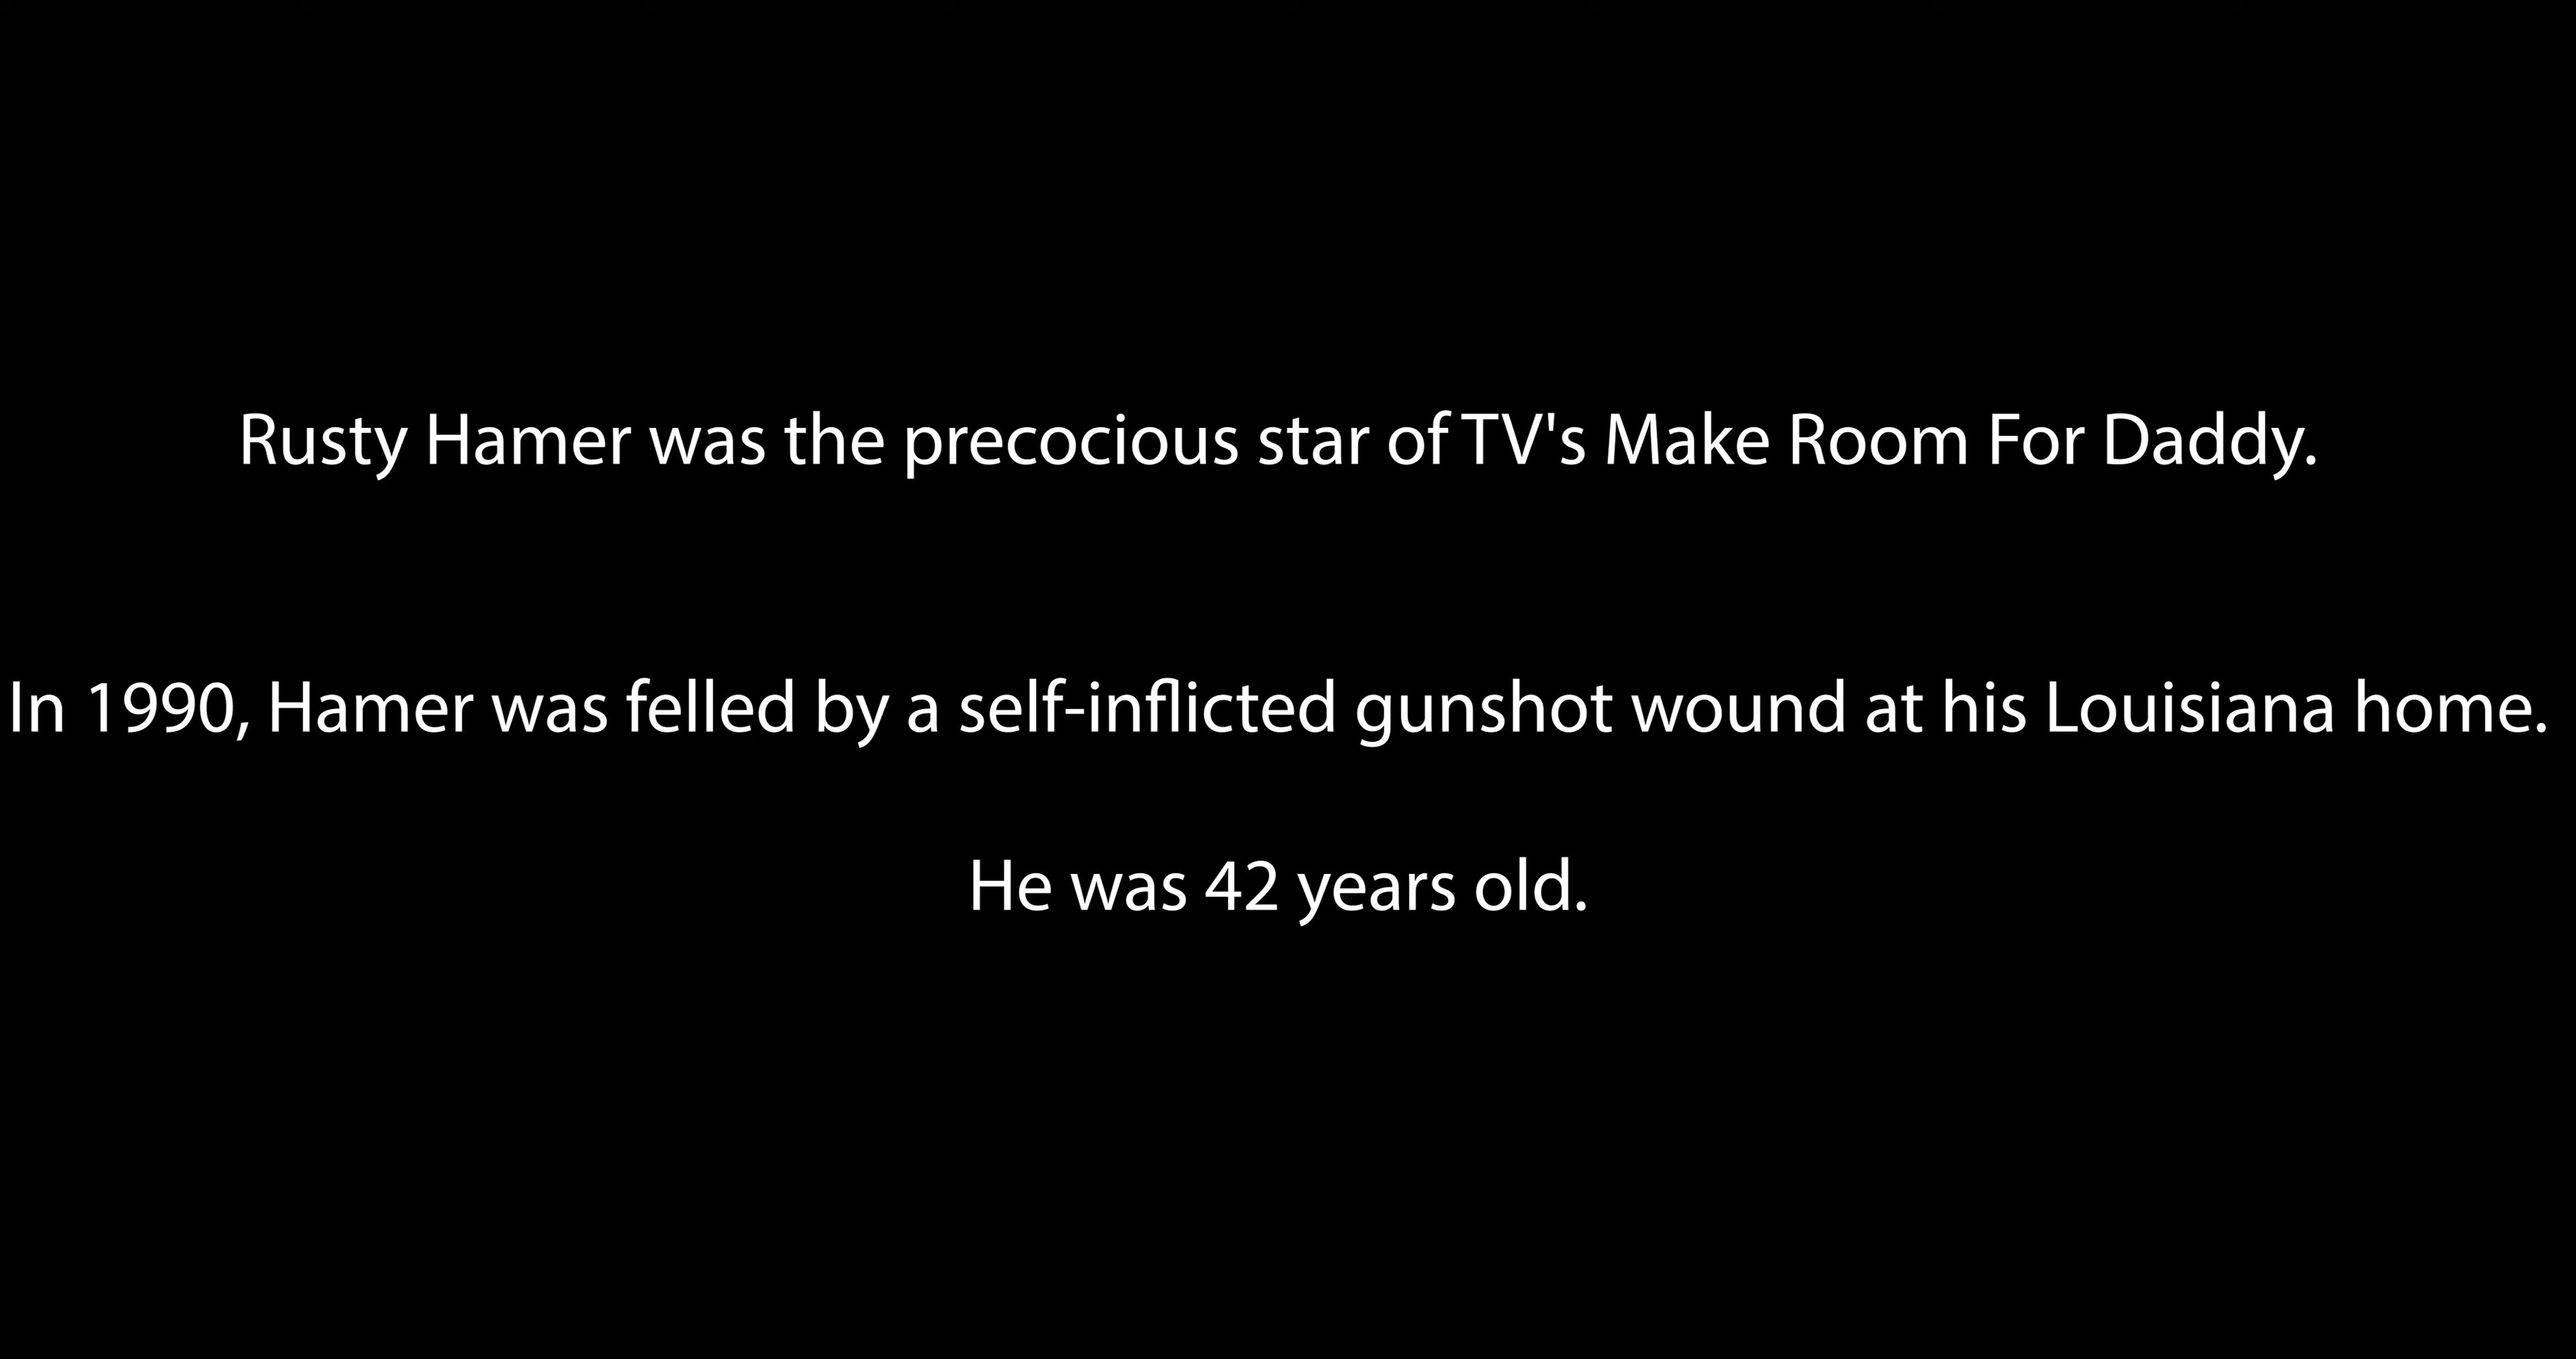 Rusty Hamer was the precocious star of TV's Make Room For Daddy.
In 1990, Hamer was felled by a self-inflicted gunshot wound at his Louisiana home.
He was 42 years old.